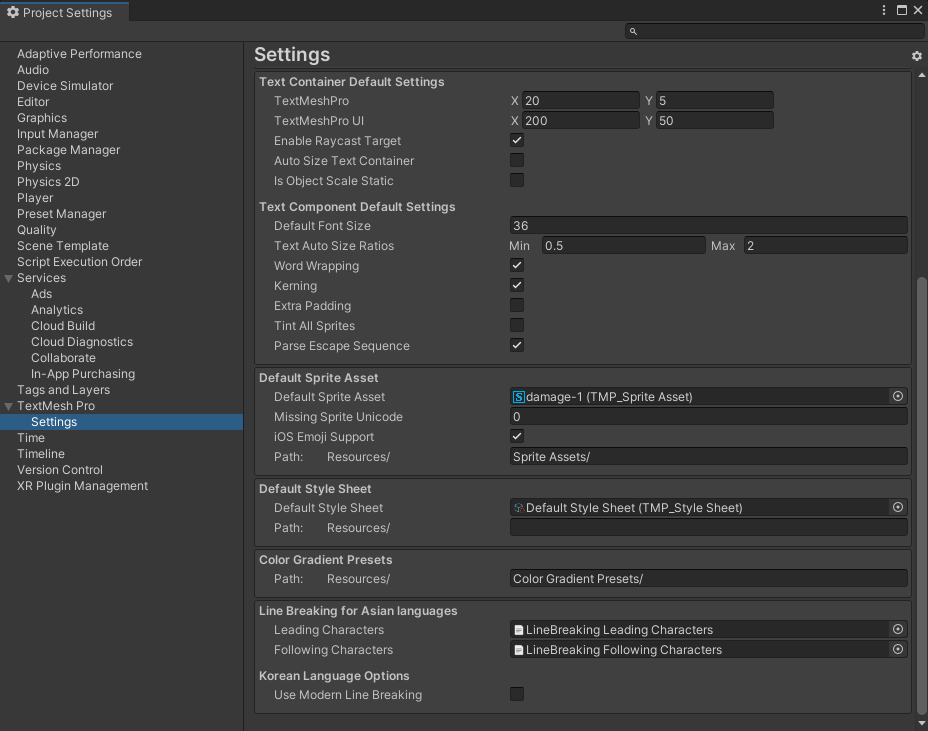 Project Settings
Adaptive Performance
Audio
Device Simulator
Editor
Graphics
Input Manager
Package Manager
Physics
Physics 2D
Player
Preset Manager
Quality
Scene Template
Script Execution Order
Services
Ads
Analytics
Cloud Build
Cloud Diagnostics
Collaborate
In-App Purchasing
Tags and Layers
TextMesh Pro
Settings
Time
Timeline
Version Control
XR Plugin Management
Settings
Text Container Default Settings
TextMeshPro X 20 Y 5
TextMeshPro UI X 200 Y 50
Enable Raycast Target
Auto Size Text Container
Is Object Scale Static
Text Component Default Settings
Default Font Size 36
Text Auto Size Ratios Min 0.5 Max 2
Word Wrapping
Kerning
Extra Padding
Tint All Sprites
Parse Escape Sequence
Default Sprite Asset
Default Sprite Asset S damage-1 (TMP_Sprite Asset)
Missing Sprite Unicode 0
iOS Emoji Support
Path: Resources/ Sprite Assets/
Default Style Sheet
Default Style Sheet Default Style Sheet (TMP_Style Sheet)
Path: Resources/
Color Gradient Presets
Path: Resources/ Color Gradient Presets/
Line Breaking for Asian languages
Leading Characters LineBreaking Leading Characters
Following Characters LineBreaking Following Characters
Korean Language Options
Use Modern Line Breaking